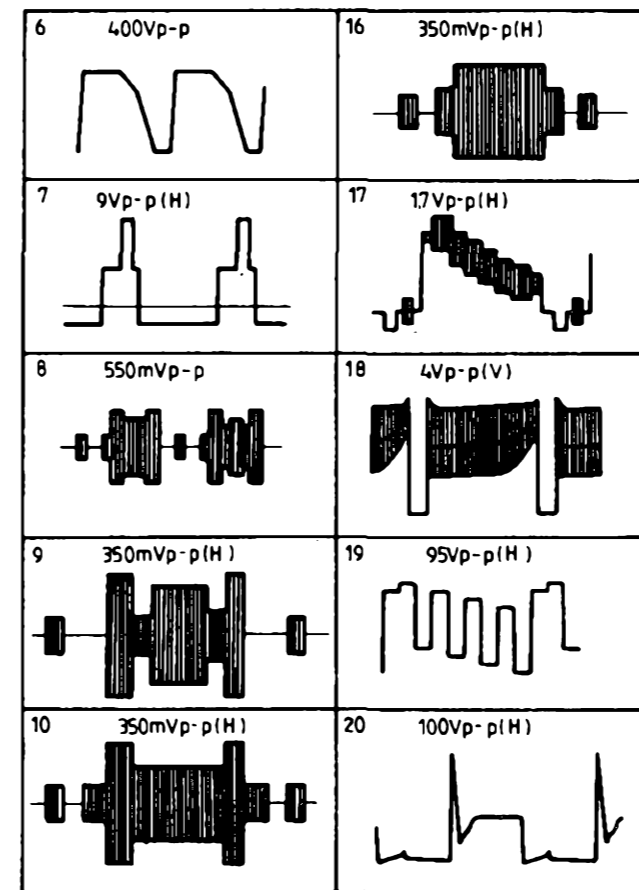 6 400Vp-p
16 350mVp-p(H)
7 9Vp-p(H)
17 1,7Vp-p(H)
8 550mVp-p
18 4Vp-p(V)
9 350mVp-p(H)
19 95Vp-p(H)
10 350mVp-p(H)
20 100Vp-p(H)